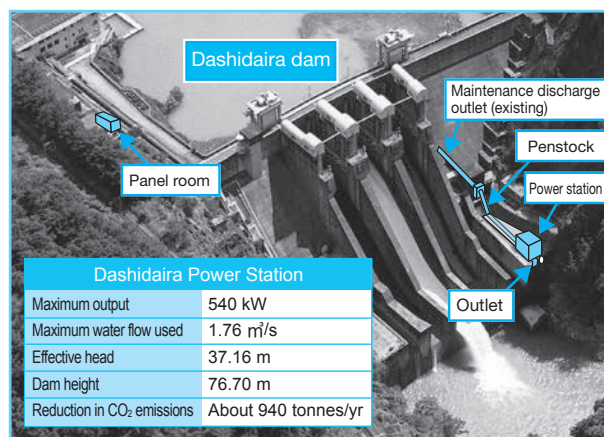 Dashidaira dam
Maintenance discharge
outlet (existing)
Penstock
Panel room
Power station
Outlet
Dashidaira Power Station
Maximum output 540 kW
Maximum water flow used 1.76 ㎥/s
Effective head 37.16 m
Dam height 76.70 m
Reduction in CO₂ emissions About 940 tonnes/yr